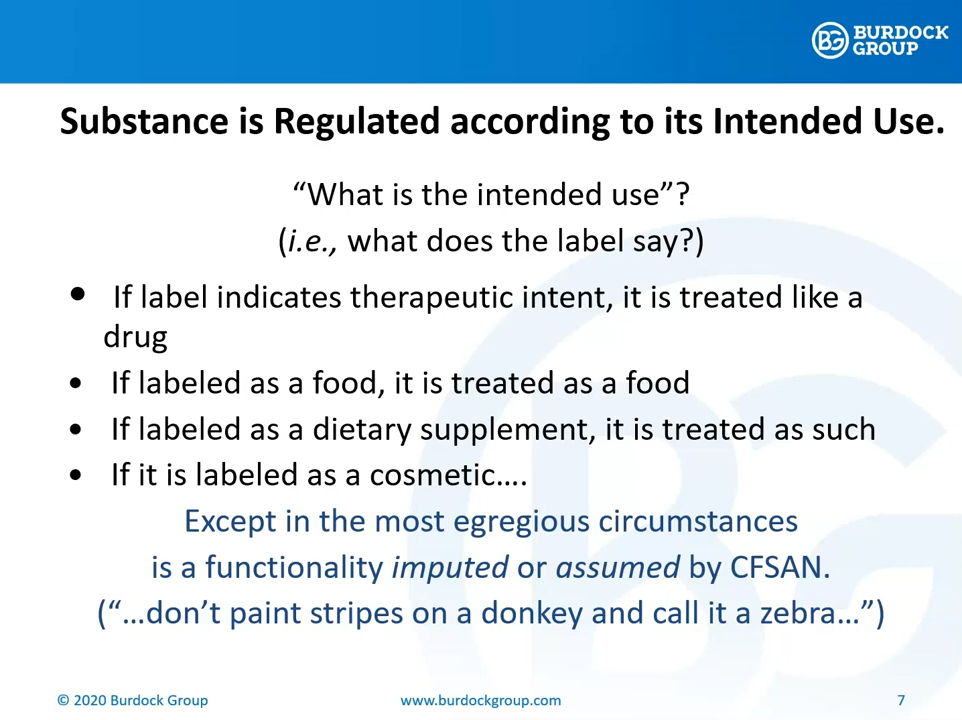 BURDOCK
GROUP
Substance is Regulated according to its Intended Use.
“What is the intended use”?
(i.e., what does the label say?)
• If label indicates therapeutic intent, it is treated like a
drug
• If labeled as a food, it is treated as a food
• If labeled as a dietary supplement, it is treated as such
• If it is labeled as a cosmetic….
Except in the most egregious circumstances
is a functionality imputed or assumed by CFSAN.
(“…don’t paint stripes on a donkey and call it a zebra…”)
© 2020 Burdock Group
www.burdockgroup.com
7